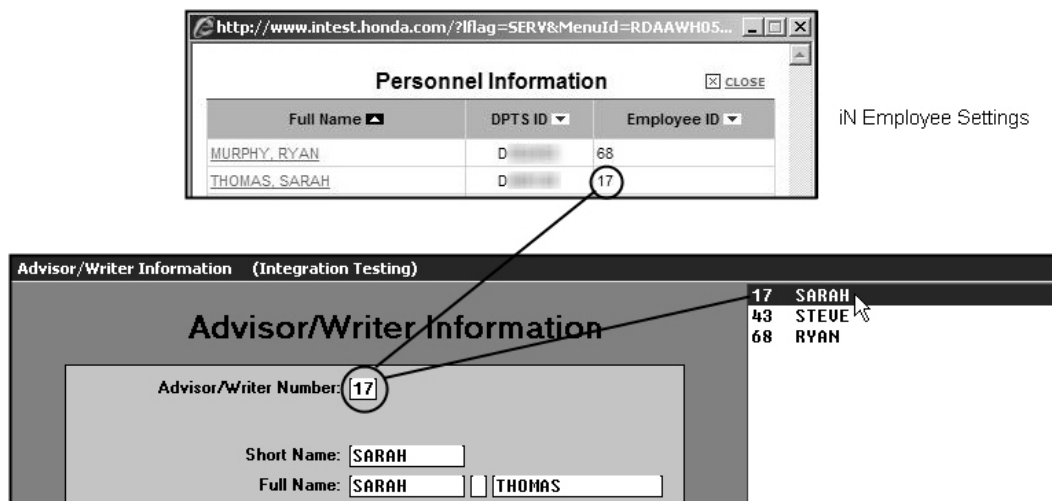 http://www.intest.honda.com/?lflag=SERV&MenuId=RDAAWH05...
Personnel Information
CLOSE
Full Name DPTS ID Employee ID
MURPHY, RYAN D 68
THOMAS, SARAH D 17
iN Employee Settings
Advisor/Writer Information (Integration Testing)
Advisor/Writer Information
Advisor/Writer Number: 17
Short Name: SARAH
Full Name: SARAH THOMAS
17 SARAH
43 STEVE
68 RYAN